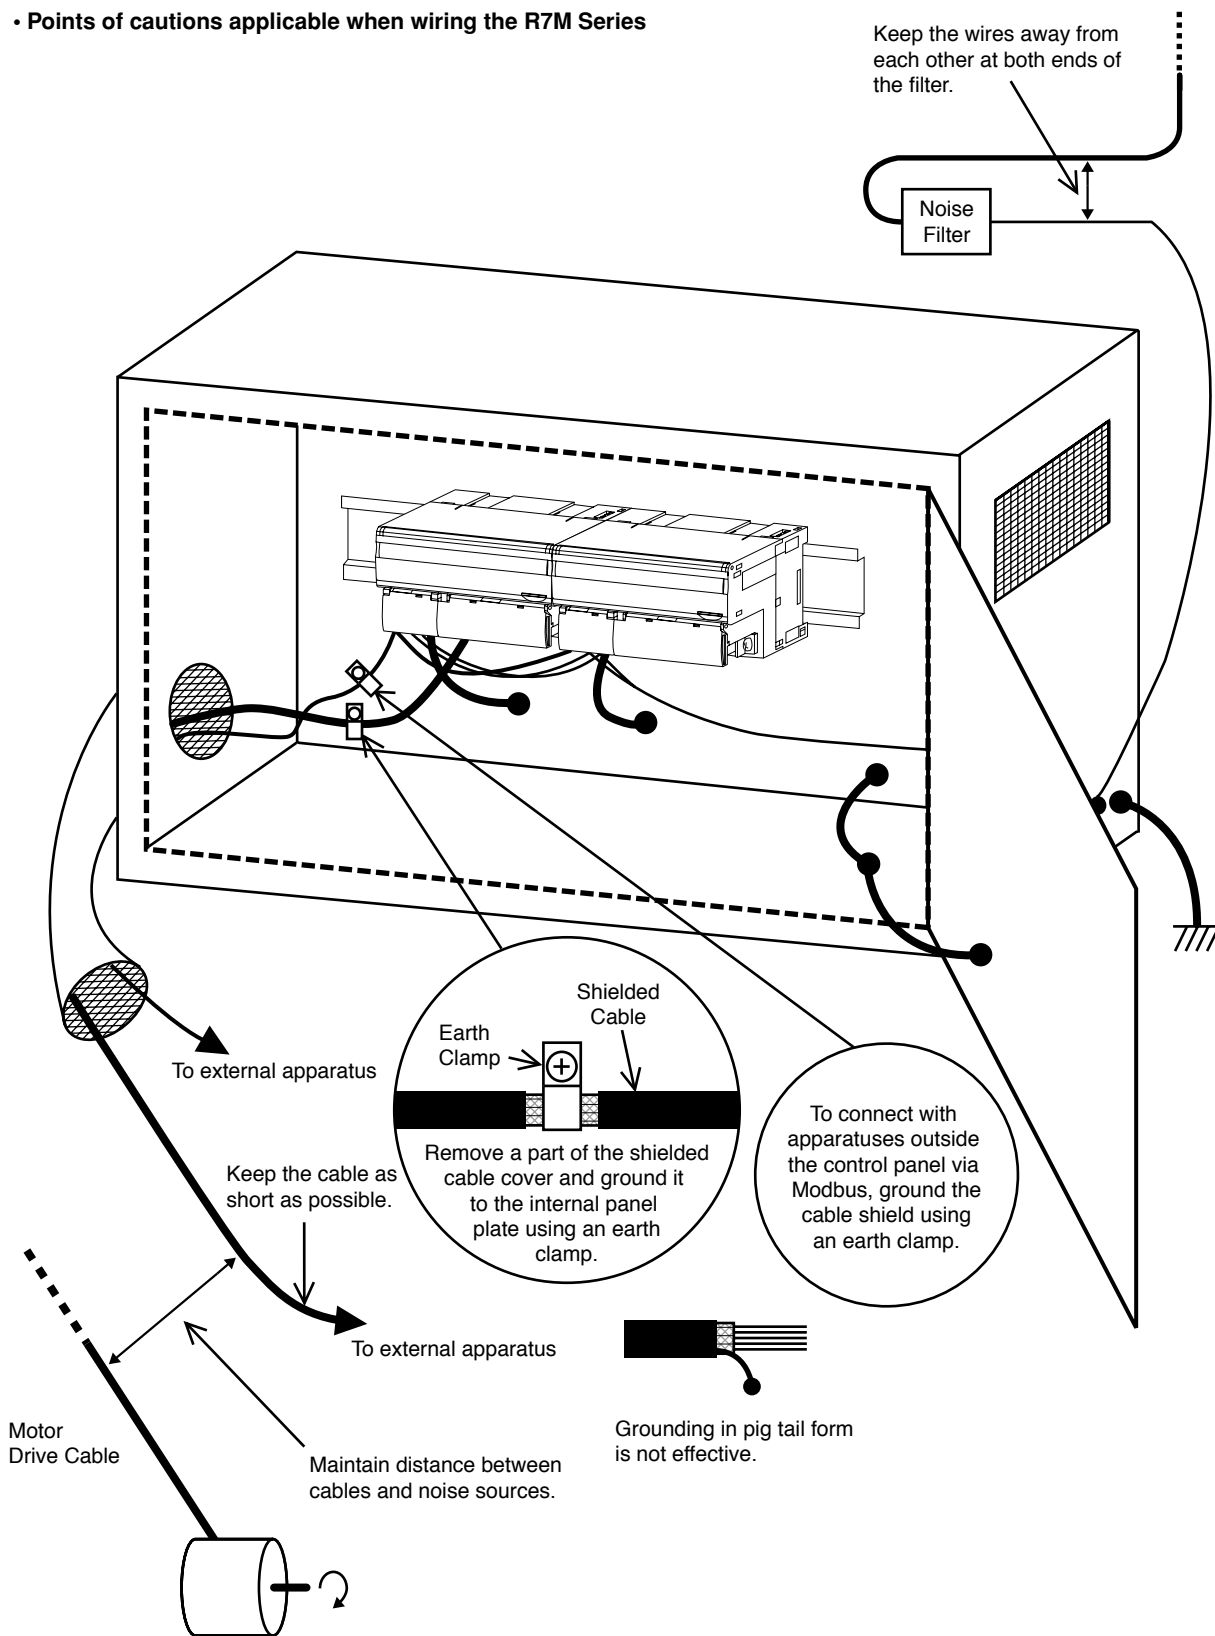 • Points of cautions applicable when wiring the R7M Series
Keep the wires away from
each other at both ends of
the filter.
Noise
Filter
Shielded
Cable
Earth
Clamp
To external apparatus
Remove a part of the shielded
cable cover and ground it
to the internal panel
plate using an earth
clamp.
To connect with
apparatuses outside
the control panel via
Modbus, ground the
cable shield using
an earth clamp.
Keep the cable as
short as possible.
To external apparatus
Motor
Drive Cable
Maintain distance between
cables and noise sources.
Grounding in pig tail form
is not effective.